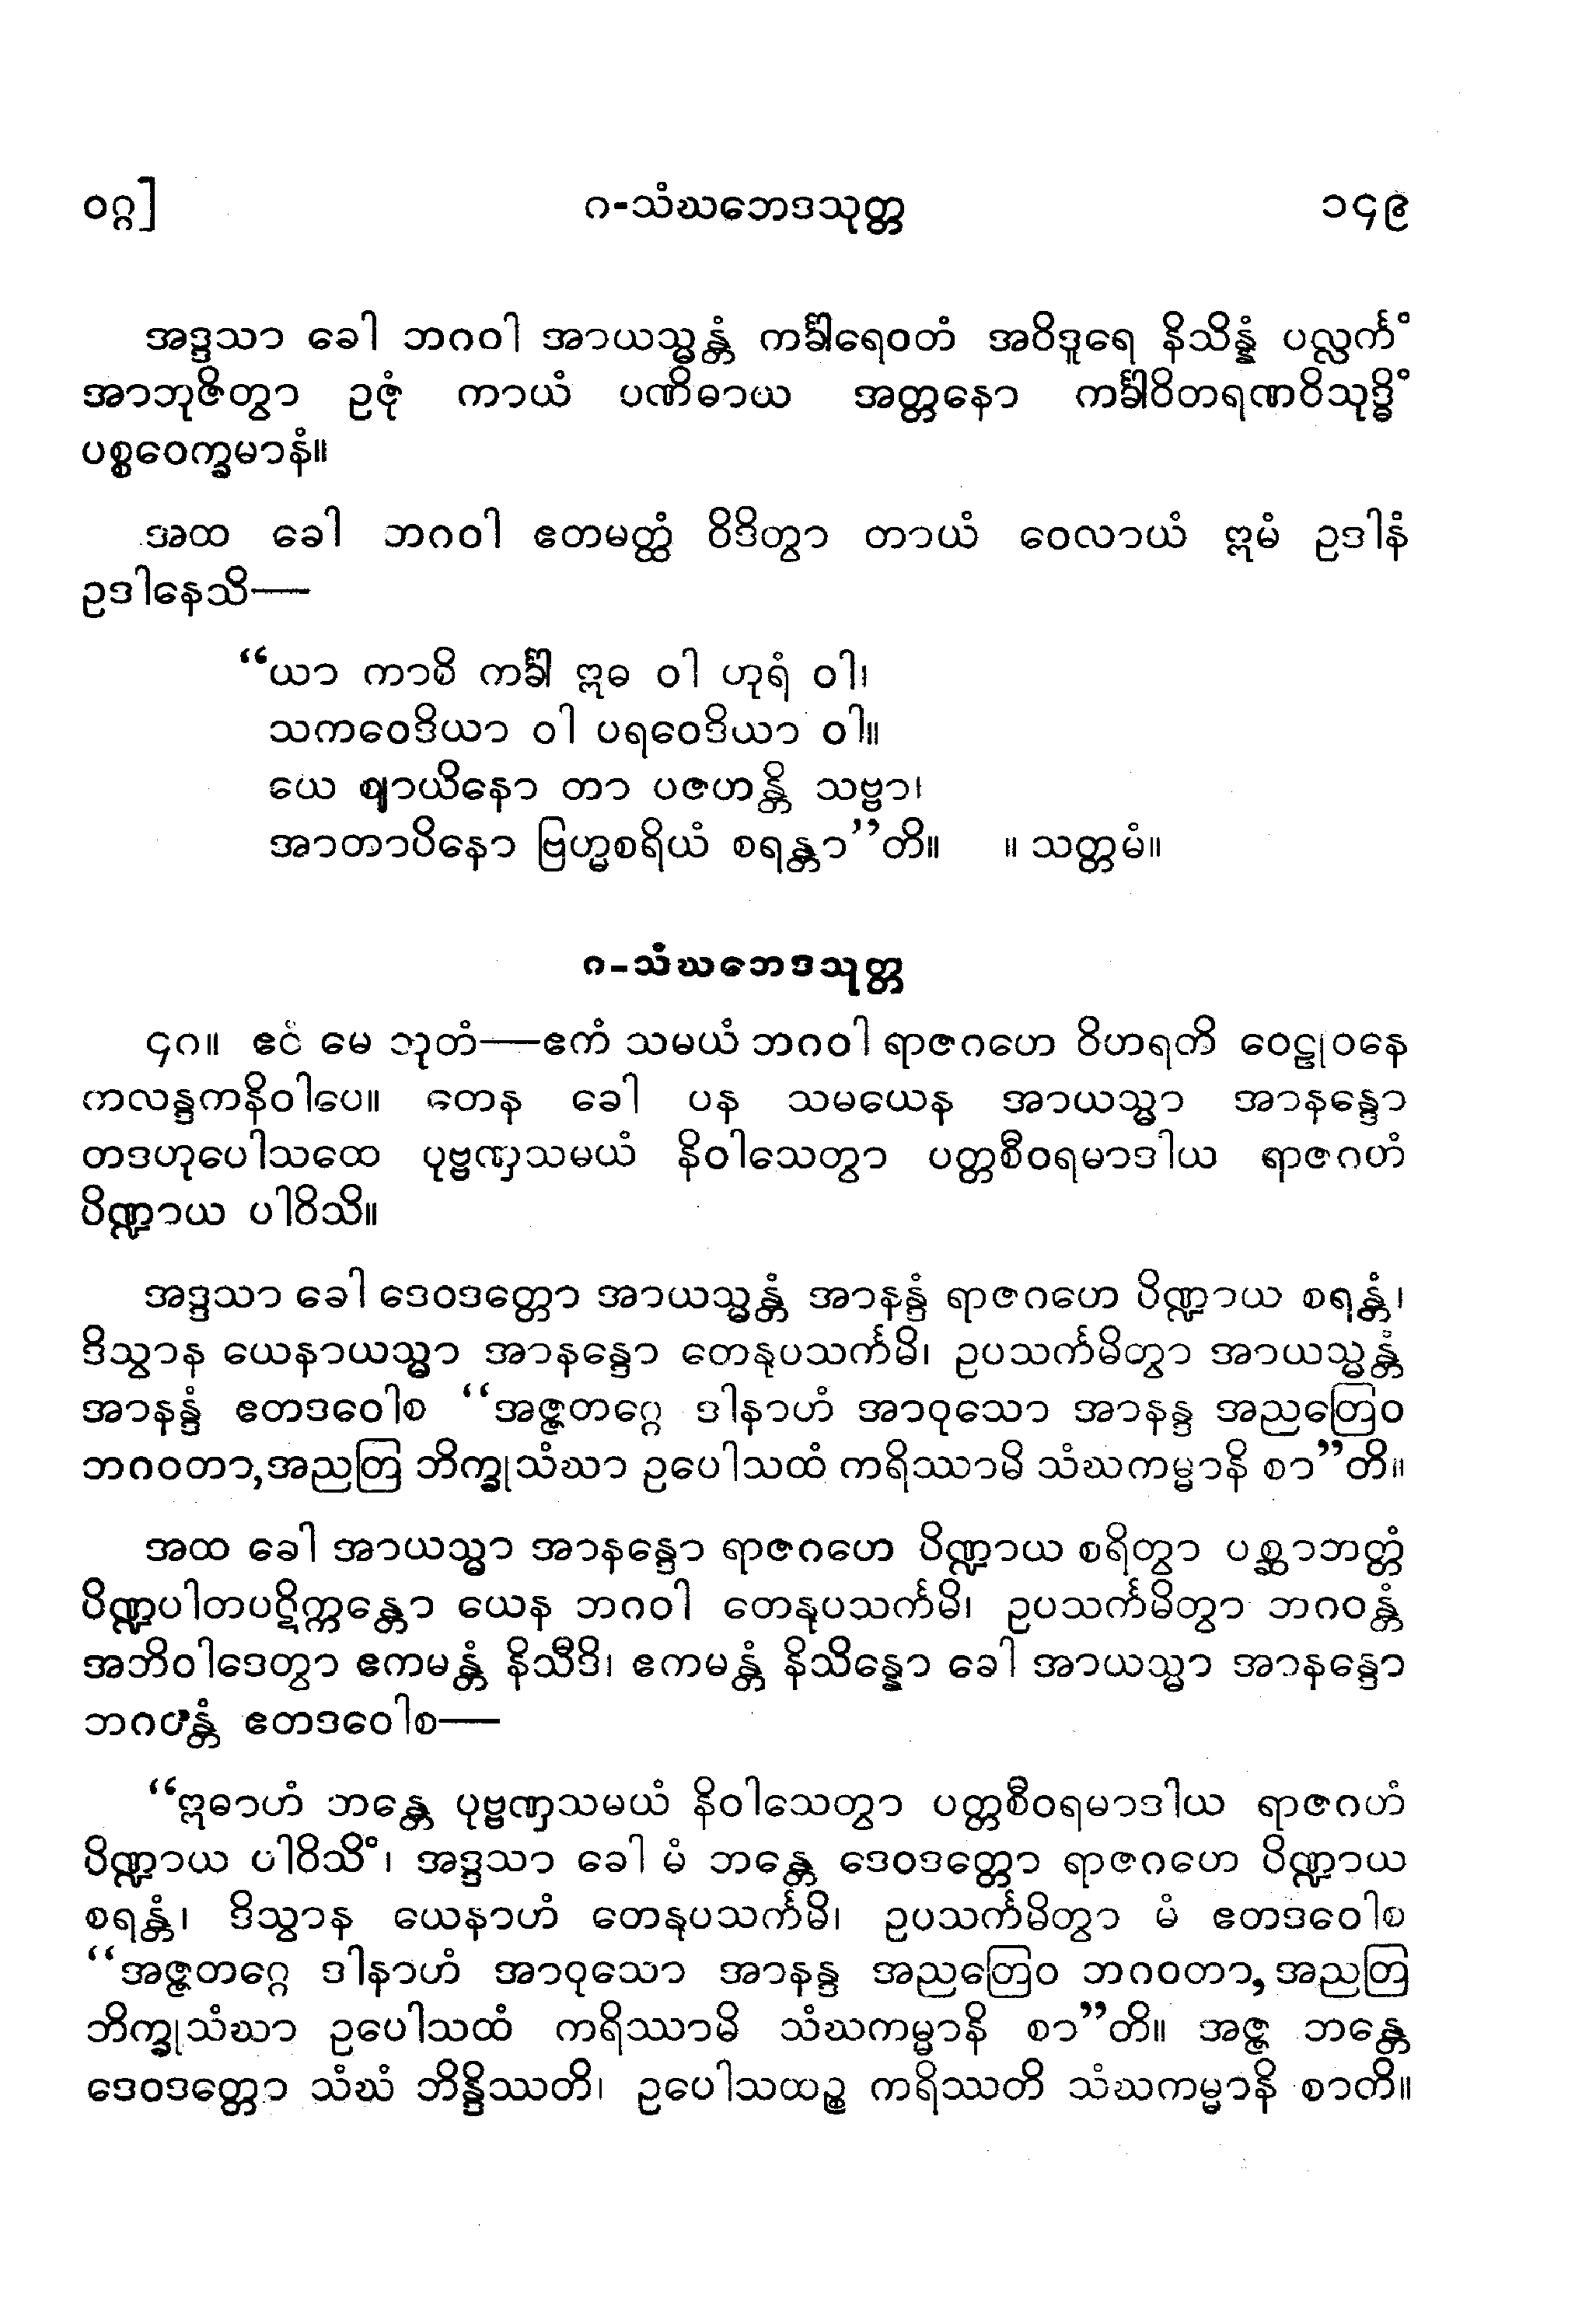 ဝဂ္ဂ] ဂ-သံဃဘေဒသုတ္တ ၁၄၉
အဒ္ဒသာ ခေါ ဘဂဝါ အာယသ္မန္တံ ကင်္ခါရေဝတံ အဝိဒူရေ နိသိန္နံ ပလ္လင်္ကံ
အာဘုဇိတွာ ဥဇုံ ကာယံ ပဏိဓာယ အတ္တနော ကင်္ခါဝိတရဏဝိသုဒ္ဓိံ
ပစ္စဝေက္ခမာနံ။
အထ ခေါ ဘဂဝါ ဧတမတ္ထံ ဝိဒိတွာ တာယံ ဝေလာယံ ဣမံ ဥဒါနံ
ဥဒါနေသိ—
“ယာ ကာစိ ကင်္ခါ ဣဓ ဝါ ဟုရံ ဝါ၊
သကဝေဒိယာ ဝါ ပရဝေဒိယာ ဝါ။
ယေ ဈာယိနော တာ ပဇဟန္တိ သဗ္ဗာ၊
အာတာပိနော ဗြဟ္မစရိယံ စရန္တာ”တိ။ ။ သတ္တမံ။
ဂ-သံဃဘေဒသုတ္တ
၄ဂ။ ဧဝံ မေ သုတံ—ဧကံ သမယံ ဘဂဝါ ရာဇဂဟေ ဝိဟရတိ ဝေဠုဝနေ
ကလန္ဒကနိဝါပေ။ တေန ခေါ ပန သမယေန အာယသ္မာ အာနန္ဒော
တဒဟုပေါသထေ ပုဗ္ဗဏှသမယံ နိဝါသေတွာ ပတ္တစီဝရမာဒါယ ရာဇဂဟံ
ပိဏ္ဍာယ ပါဝိသိ။
အဒ္ဒသာ ခေါ ဒေဝဒတ္တော အာယသ္မန္တံ အာနန္ဒံ ရာဇဂဟေ ပိဏ္ဍာယ စရန္တံ၊
ဒိသွာန ယေနာယသ္မာ အာနန္ဒော တေနုပသင်္ကမိ၊ ဥပသင်္ကမိတွာ အာယသ္မန္တံ
အာနန္ဒံ ဧတဒဝေါစ “အဇ္ဇတဂ္ဂေ ဒါနာဟံ အာဝုသော အာနန္ဒ အညတြေဝ
ဘဂဝတာ, အညတြ ဘိက္ခုသံဃာ ဥပေါသထံ ကရိဿာမိ သံဃကမ္မာနိ စာ”တိ။
အထ ခေါ အာယသ္မာ အာနန္ဒော ရာဇဂဟေ ပိဏ္ဍာယ စရိတွာ ပစ္ဆာဘတ္တံ
ပိဏ္ဍပါတပဋိက္ကန္တော ယေန ဘဂဝါ တေနုပသင်္ကမိ၊ ဥပသင်္ကမိတွာ ဘဂဝန္တံ
အဘိဝါဒေတွာ ဧကမန္တံ နိသီဒိ၊ ဧကမန္တံ နိသိန္နော ခေါ အာယသ္မာ အာနန္ဒော
ဘဂဝန္တံ ဧတဒဝေါစ—
“ဣဓာဟံ ဘန္တေ ပုဗ္ဗဏှသမယံ နိဝါသေတွာ ပတ္တစီဝရမာဒါယ ရာဇဂဟံ
ပိဏ္ဍာယ ပါဝိသိံ၊ အဒ္ဒသာ ခေါ မံ ဘန္တေ ဒေဝဒတ္တော ရာဇဂဟေ ပိဏ္ဍာယ
စရန္တံ၊ ဒိသွာန ယေနာဟံ တေနုပသင်္ကမိ၊ ဥပသင်္ကမိတွာ မံ ဧတဒဝေါစ
“အဇ္ဇတဂ္ဂေ ဒါနာဟံ အာဝုသော အာနန္ဒ အညတြေဝ ဘဂဝတာ, အညတြ
ဘိက္ခုသံဃာ ဥပေါသထံ ကရိဿာမိ သံဃကမ္မာနိ စာ”တိ။ အဇ္ဇ ဘန္တေ
ဒေဝဒတ္တော သံဃံ ဘိန္ဒိဿတိ၊ ဥပေါသထဉ္စ ကရိဿတိ သံဃကမ္မာနိ စာတိ။